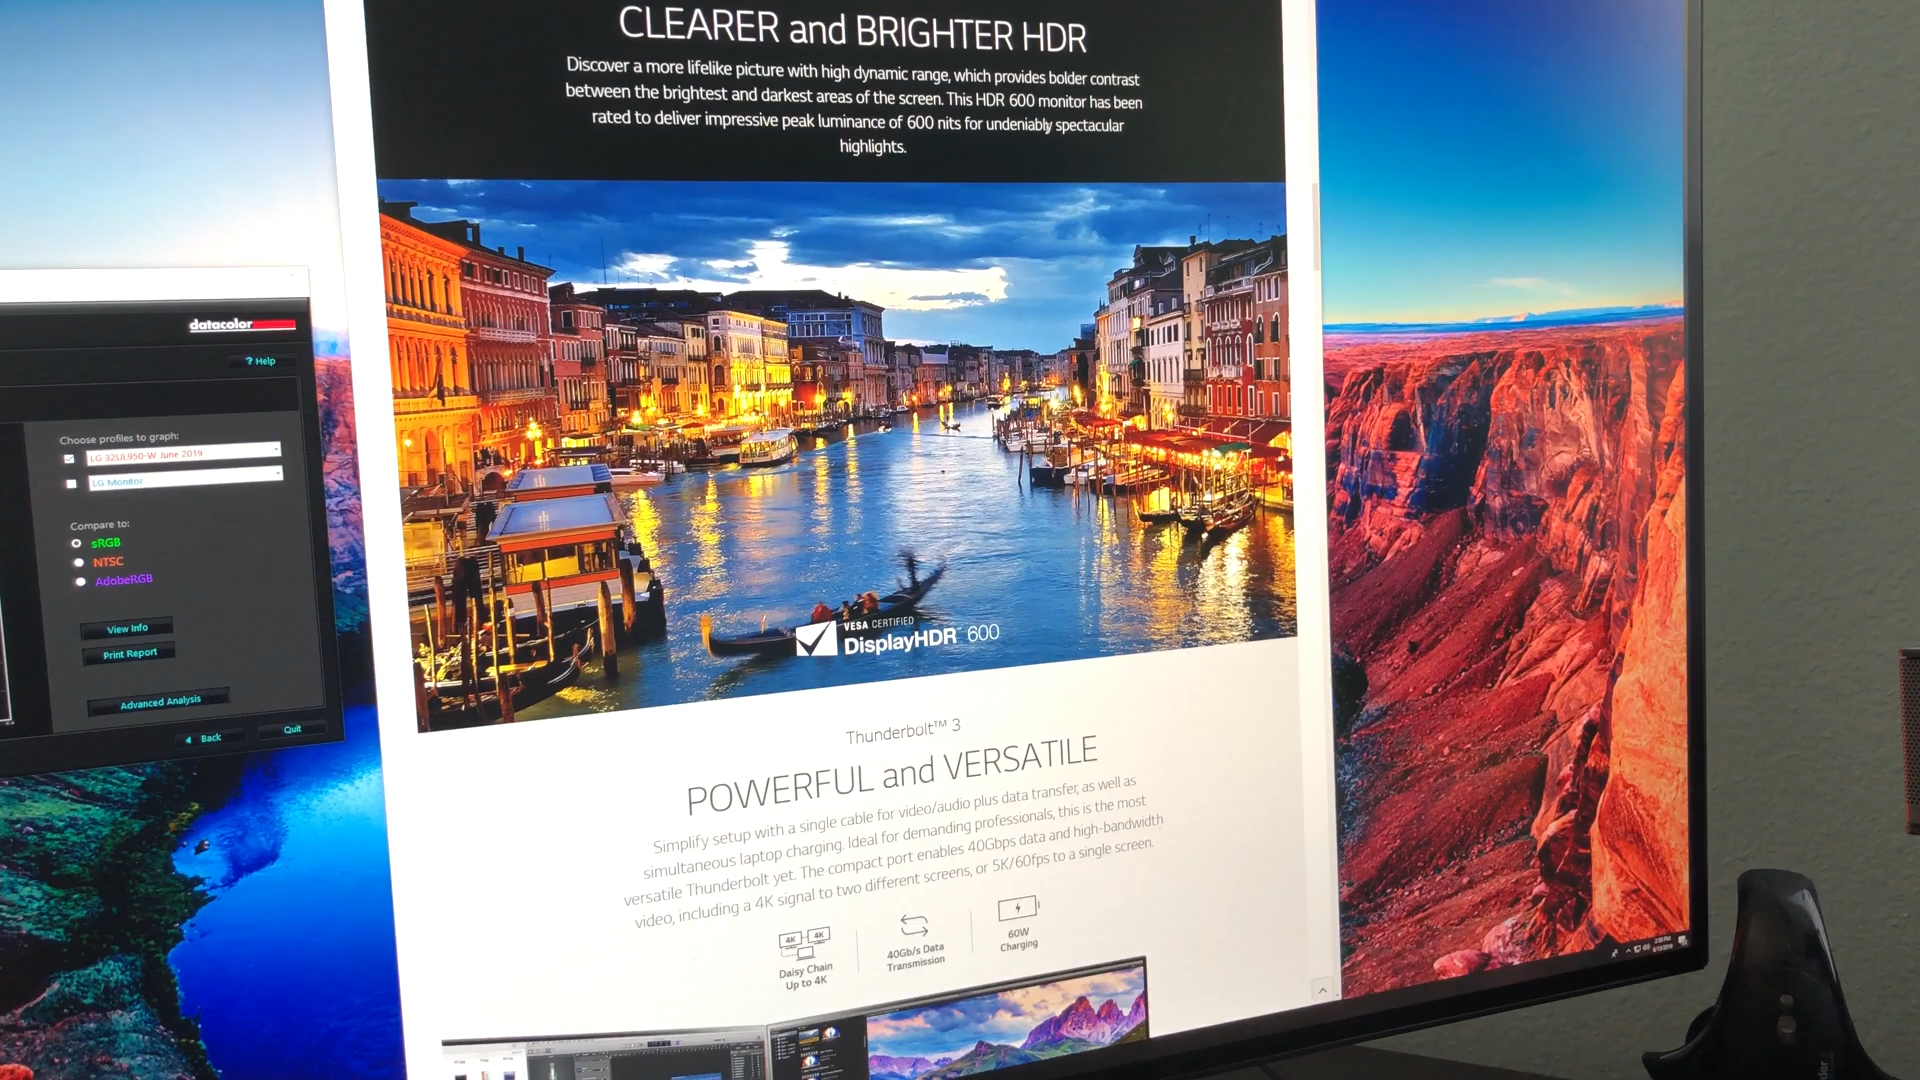 CLEARER and BRIGHTER HDR
Discover a more lifelike picture with high dynamic range, which provides bolder contrast
between the brightest and darkest areas of the screen. This HDR 600 monitor has been
rated to deliver impressive peak luminance of 600 nits for undeniably spectacular
highlights.
VESA CERTIFIED
DisplayHDR 600
Thunderbolt™ 3
POWERFUL and VERSATILE
Simplify setup with a single cable for video/audio plus data transfer, as well as
simultaneous laptop charging. Ideal for demanding professionals, this is the most
versatile Thunderbolt yet. The compact port enables 40Gbps data and high-bandwidth
video, including a 4K signal to two different screens, or 5K/60fps to a single screen.
4K 4K
Daisy Chain
Up to 4K
40Gb/s Data
Transmission
60W
Charging
datacolor
? Help
Choose profiles to graph:
LG 32UL950-W June 2019
LG Monitor
Compare to:
sRGB
NTSC
AdobeRGB
View Info
Print Report
Advanced Analysis
Back
Quit